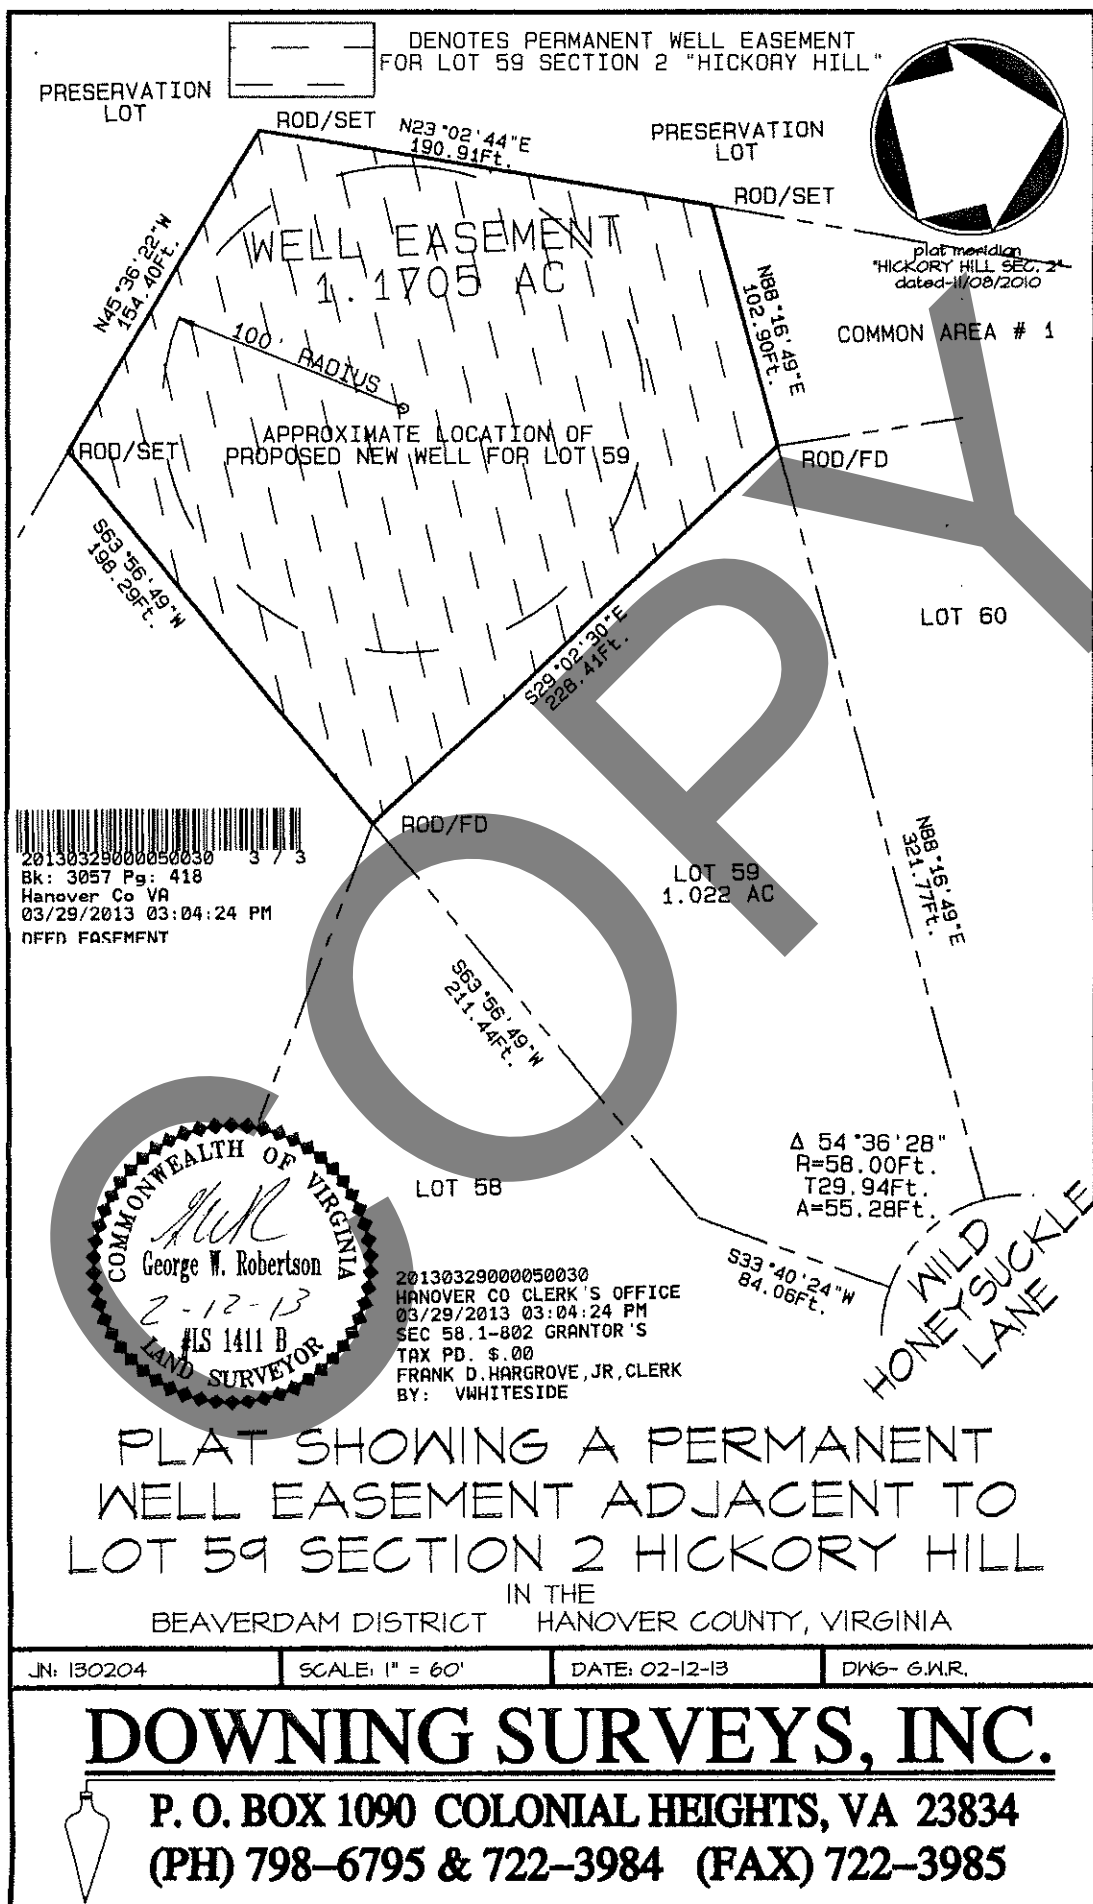 DENOTES PERMANENT WELL EASEMENT
FOR LOT 59 SECTION 2 "HICKORY HILL"
PRESERVATION
LOT
ROD/SET
N23°02'44"E
190.91Ft.
PRESERVATION
LOT
ROD/SET
plat meridian
"HICKORY HILL SEC. 2"
dated-11/08/2010
N45°36'22"W
154.40Ft.
WELL EASEMENT
1.1705 AC
N88°16'49"E
102.90Ft.
COMMON AREA # 1
100' RADIUS
APPROXIMATE LOCATION OF
PROPOSED NEW WELL FOR LOT 59
ROD/SET
ROD/FD
S63°56'49"W
198.29Ft.
LOT 60
S29°02'30"E
228.41Ft.
ROD/FD
20130329000050030 3 / 3
Bk: 3057 Pg: 418
Hanover Co VA
03/29/2013 03:04:24 PM
DEED EASEMENT
LOT 59
1.022 AC
N88°16'49"E
321.77Ft.
S63°56'49"W
211.44Ft.
COPY
Δ 54°36'28"
R=58.00Ft.
T29.94Ft.
A=55.28Ft.
LOT 58
S33°40'24"W
84.06Ft.
WILD
HONEYSUCKLE
LANE
COMMONWEALTH OF VIRGINIA
George W. Robertson
2-12-13
#LS 1411 B
LAND SURVEYOR
20130329000050030
HANOVER CO CLERK'S OFFICE
03/29/2013 03:04:24 PM
SEC 58.1-802 GRANTOR'S
TAX PD. $.00
FRANK D.HARGROVE,JR,CLERK
BY: VWHITESIDE
PLAT SHOWING A PERMANENT
WELL EASEMENT ADJACENT TO
LOT 59 SECTION 2 HICKORY HILL
IN THE
BEAVERDAM DISTRICT HANOVER COUNTY, VIRGINIA
JN: 130204
SCALE: 1" = 60'
DATE: 02-12-13
DWG- G.W.R.
DOWNING SURVEYS, INC.
P. O. BOX 1090 COLONIAL HEIGHTS, VA 23834
(PH) 798–6795 & 722–3984 (FAX) 722–3985